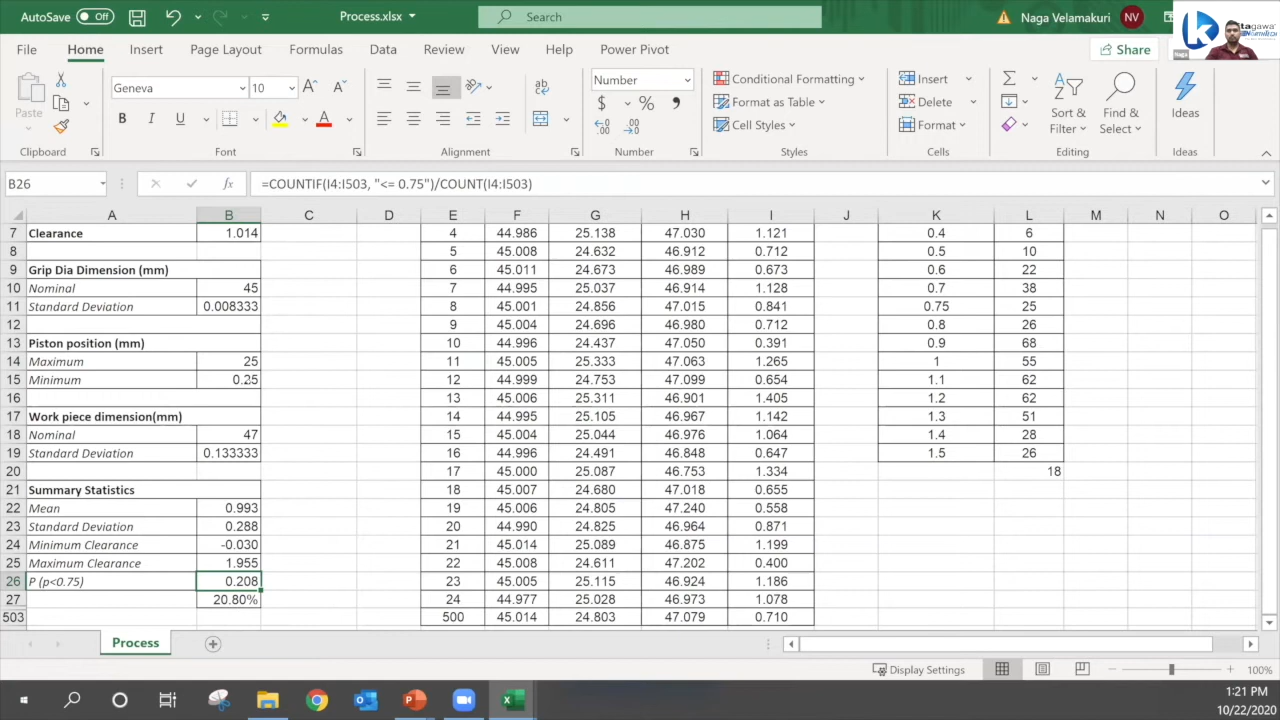 AutoSave Off Process.xlsx Search Naga Velamakuri NV
File Home Insert Page Layout Formulas Data Review View Help Power Pivot Share Naga
Paste Geneva 10 Number Conditional Formatting Insert
B I U $ % Format as Table Delete Sort & Find & Ideas
Cell Styles Format Filter Select
Clipboard Font Alignment Number Styles Cells Editing Ideas
B26 fx =COUNTIF(I4:I503, "<= 0.75")/COUNT(I4:I503)
A B C D E F G H I J K L M N O
7 Clearance 1.014 4 44.986 25.138 47.030 1.121 0.4 6
8 5 45.008 24.632 46.912 0.712 0.5 10
9 Grip Dia Dimension (mm) 6 45.011 24.673 46.989 0.673 0.6 22
10 Nominal 45 7 44.995 25.037 46.914 1.128 0.7 38
11 Standard Deviation 0.008333 8 45.001 24.856 47.015 0.841 0.75 25
12 9 45.004 24.696 46.980 0.712 0.8 26
13 Piston position (mm) 10 44.996 24.437 47.050 0.391 0.9 68
14 Maximum 25 11 45.005 25.333 47.063 1.265 1 55
15 Minimum 0.25 12 44.999 24.753 47.099 0.654 1.1 62
16 13 45.006 25.311 46.901 1.405 1.2 62
17 Work piece dimension(mm) 14 44.995 25.105 46.967 1.142 1.3 51
18 Nominal 47 15 45.004 25.044 46.976 1.064 1.4 28
19 Standard Deviation 0.133333 16 44.996 24.491 46.848 0.647 1.5 26
20 17 45.000 25.087 46.753 1.334 18
21 Summary Statistics 18 45.007 24.680 47.018 0.655
22 Mean 0.993 19 45.006 24.805 47.240 0.558
23 Standard Deviation 0.288 20 44.990 24.825 46.964 0.871
24 Minimum Clearance -0.030 21 45.014 25.089 46.875 1.199
25 Maximum Clearance 1.955 22 45.008 24.611 47.202 0.400
26 P (p<0.75) 0.208 23 45.005 25.115 46.924 1.186
27 20.80% 24 44.977 25.028 46.973 1.078
503 500 45.014 24.803 47.079 0.710
Process
Display Settings 100%
1:21 PM
10/22/2020